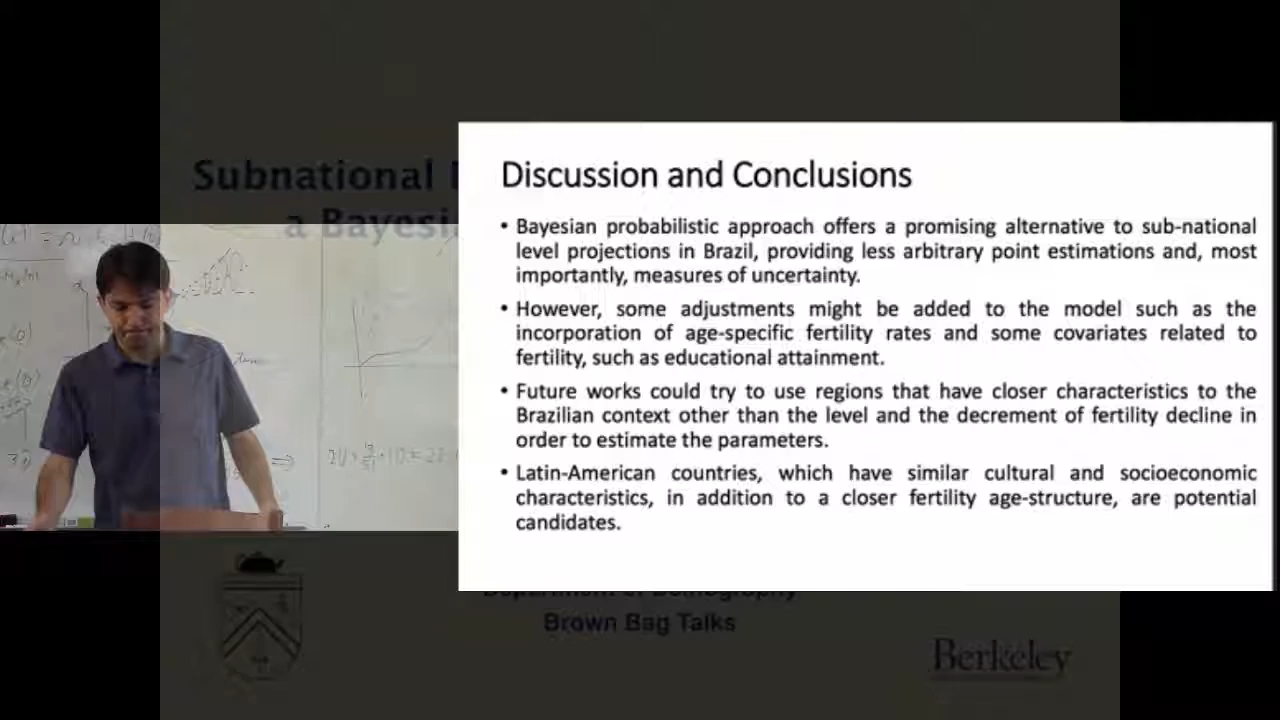 Subnational
a Bayesi
Discussion and Conclusions
• Bayesian probabilistic approach offers a promising alternative to sub-national
level projections in Brazil, providing less arbitrary point estimations and, most
importantly, measures of uncertainty.
• However, some adjustments might be added to the model such as the
incorporation of age-specific fertility rates and some covariates related to
fertility, such as educational attainment.
• Future works could try to use regions that have closer characteristics to the
Brazilian context other than the level and the decrement of fertility decline in
order to estimate the parameters.
• Latin-American countries, which have similar cultural and socioeconomic
characteristics, in addition to a closer fertility age-structure, are potential
candidates.
Department of Demography
Brown Bag Talks
Berkeley